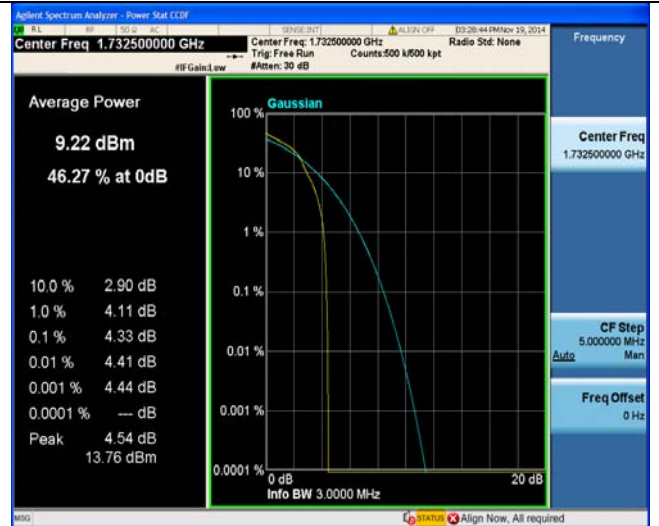 Agilent Spectrum Analyzer - Power Stat CCDF
RL RF 50 Ω AC SENSE:INT ALIGN OFF 03:28:44 PM Nov 19, 2014
Center Freq 1.732500000 GHz
Center Freq: 1.732500000 GHz Radio Std: None
Trig: Free Run Counts:500 k/500 kpt
#IFGain:Low #Atten: 30 dB
Frequency
Average Power
9.22 dBm
46.27 % at 0dB
10.0 % 2.90 dB
1.0 % 4.11 dB
0.1 % 4.33 dB
0.01 % 4.41 dB
0.001 % 4.44 dB
0.0001 % --- dB
Peak 4.54 dB
13.76 dBm
Gaussian
100 %
10 %
1 %
0.1 %
0.01 %
0.001 %
0.0001 %
0 dB 20 dB
Info BW 3.0000 MHz
Center Freq
1.732500000 GHz
CF Step
5.000000 MHz
Auto Man
Freq Offset
0 Hz
MSG STATUS Align Now, All required